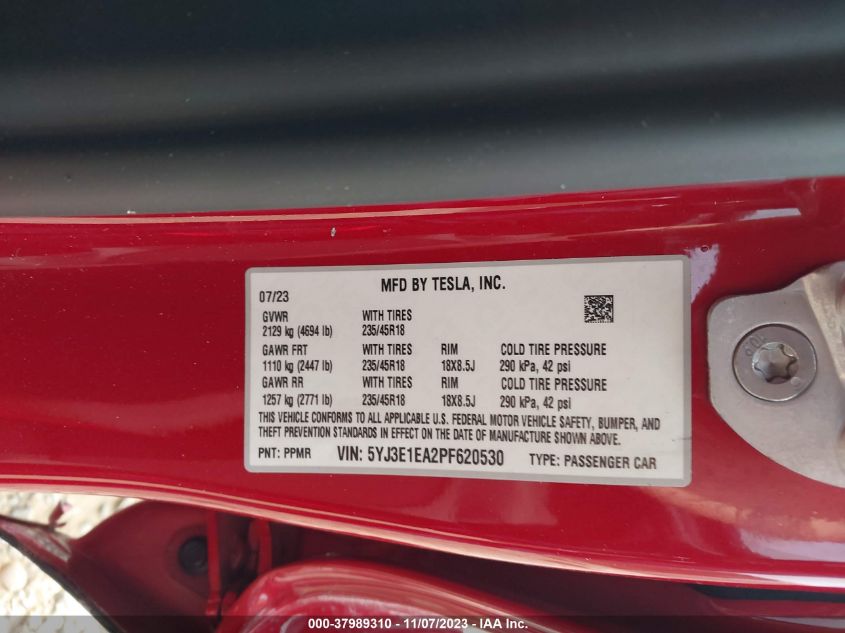 MFD BY TESLA, INC.
07/23
GVWR WITH TIRES
2129 kg (4694 lb) 235/45R18
GAWR FRT WITH TIRES RIM COLD TIRE PRESSURE
1110 kg (2447 lb) 235/45R18 18X8.5J 290 kPa, 42 psi
GAWR RR WITH TIRES RIM COLD TIRE PRESSURE
1257 kg (2771 lb) 235/45R18 18X8.5J 290 kPa, 42 psi
THIS VEHICLE CONFORMS TO ALL APPLICABLE U.S. FEDERAL MOTOR VEHICLE SAFETY, BUMPER, AND
THEFT PREVENTION STANDARDS IN EFFECT ON THE DATE OF MANUFACTURE SHOWN ABOVE.
PNT: PPMR VIN: 5YJ3E1EA2PF620530 TYPE: PASSENGER CAR
000-37989310 - 11/07/2023 - IAA Inc.